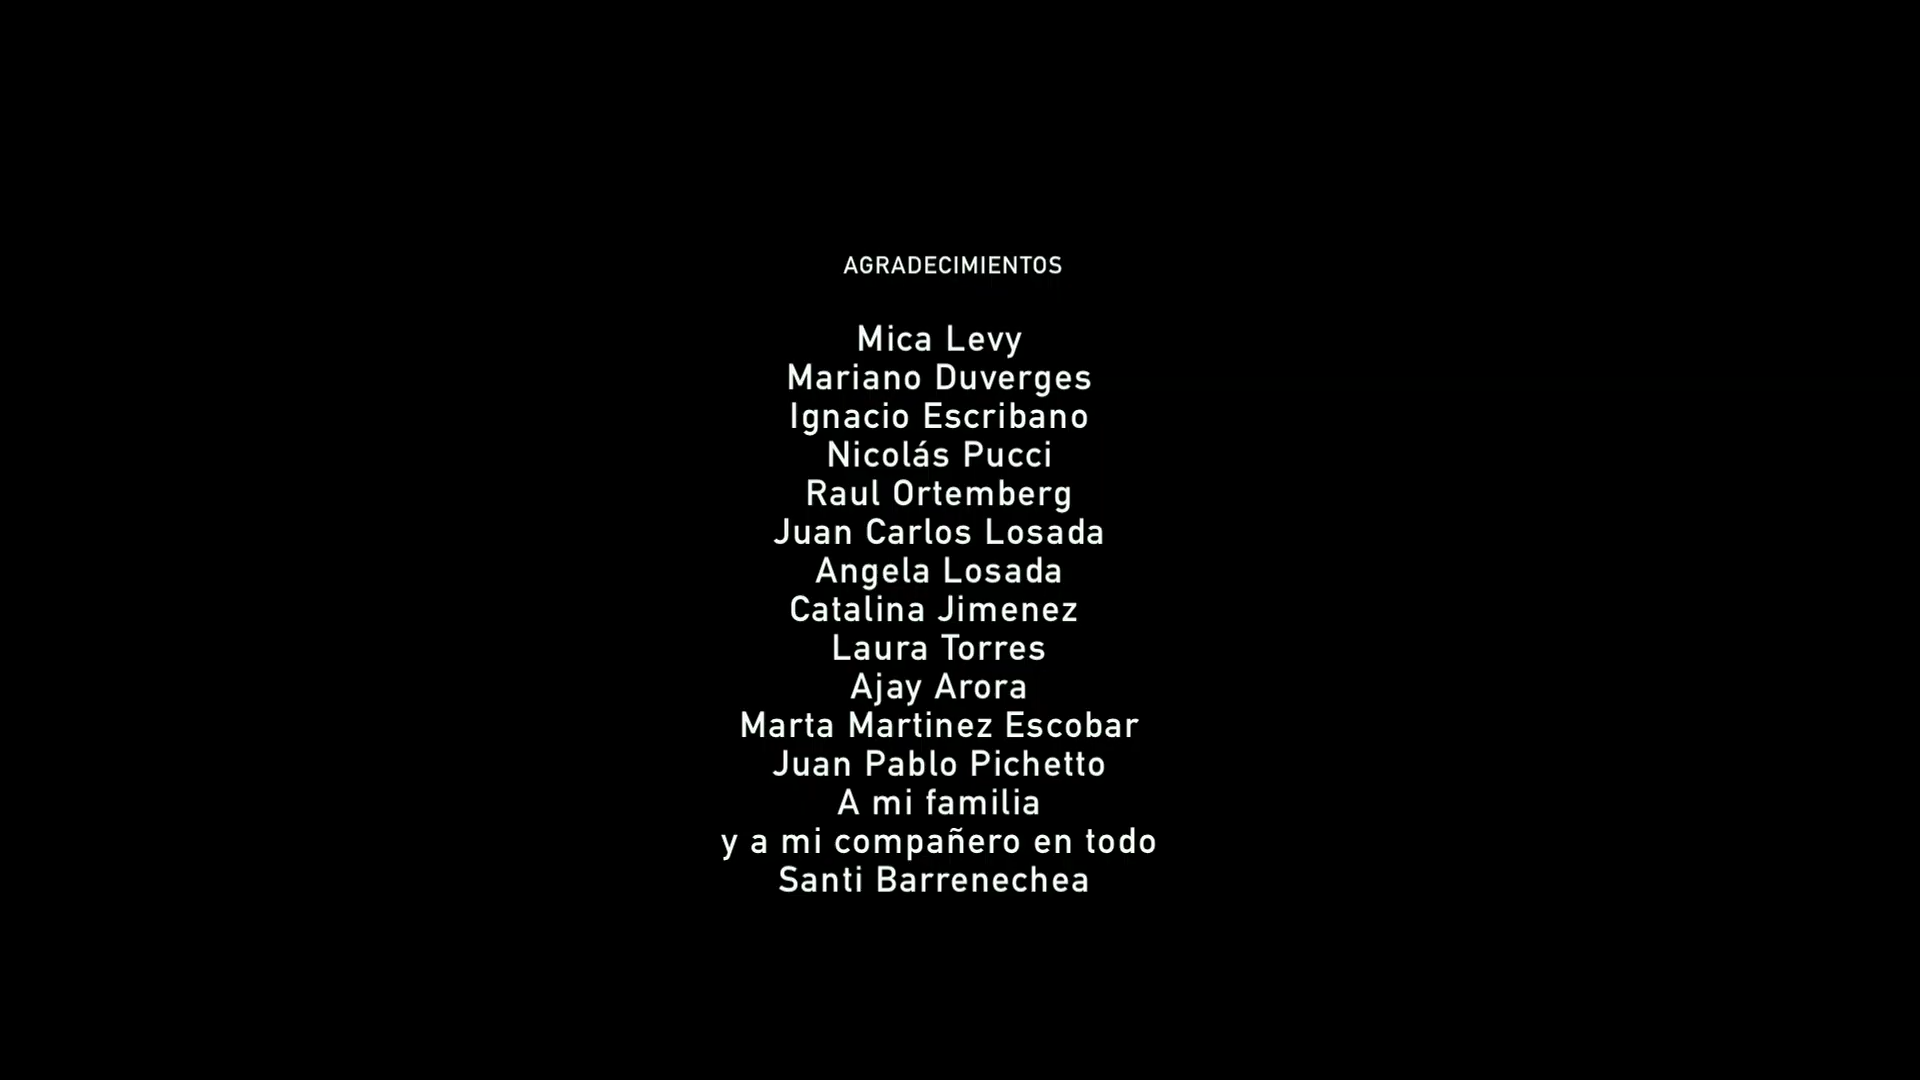 AGRADECIMIENTOS
Mica Levy
Mariano Duverges
Ignacio Escribano
Nicolás Pucci
Raul Ortemberg
Juan Carlos Losada
Angela Losada
Catalina Jimenez
Laura Torres
Ajay Arora
Marta Martinez Escobar
Juan Pablo Pichetto
A mi familia
y a mi compañero en todo
Santi Barrenechea